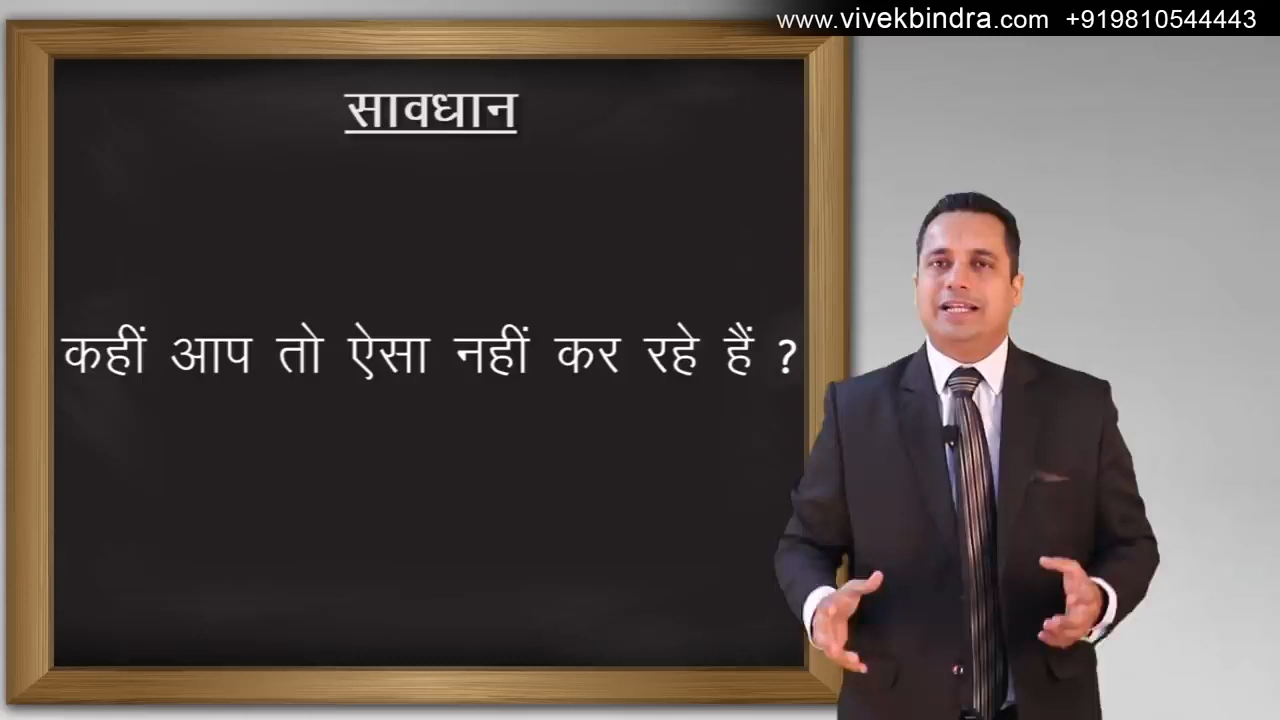 www.vivekbindra.com +919810544443
सावधान
कहीं आप तो ऐसा नहीं कर रहे हैं ?